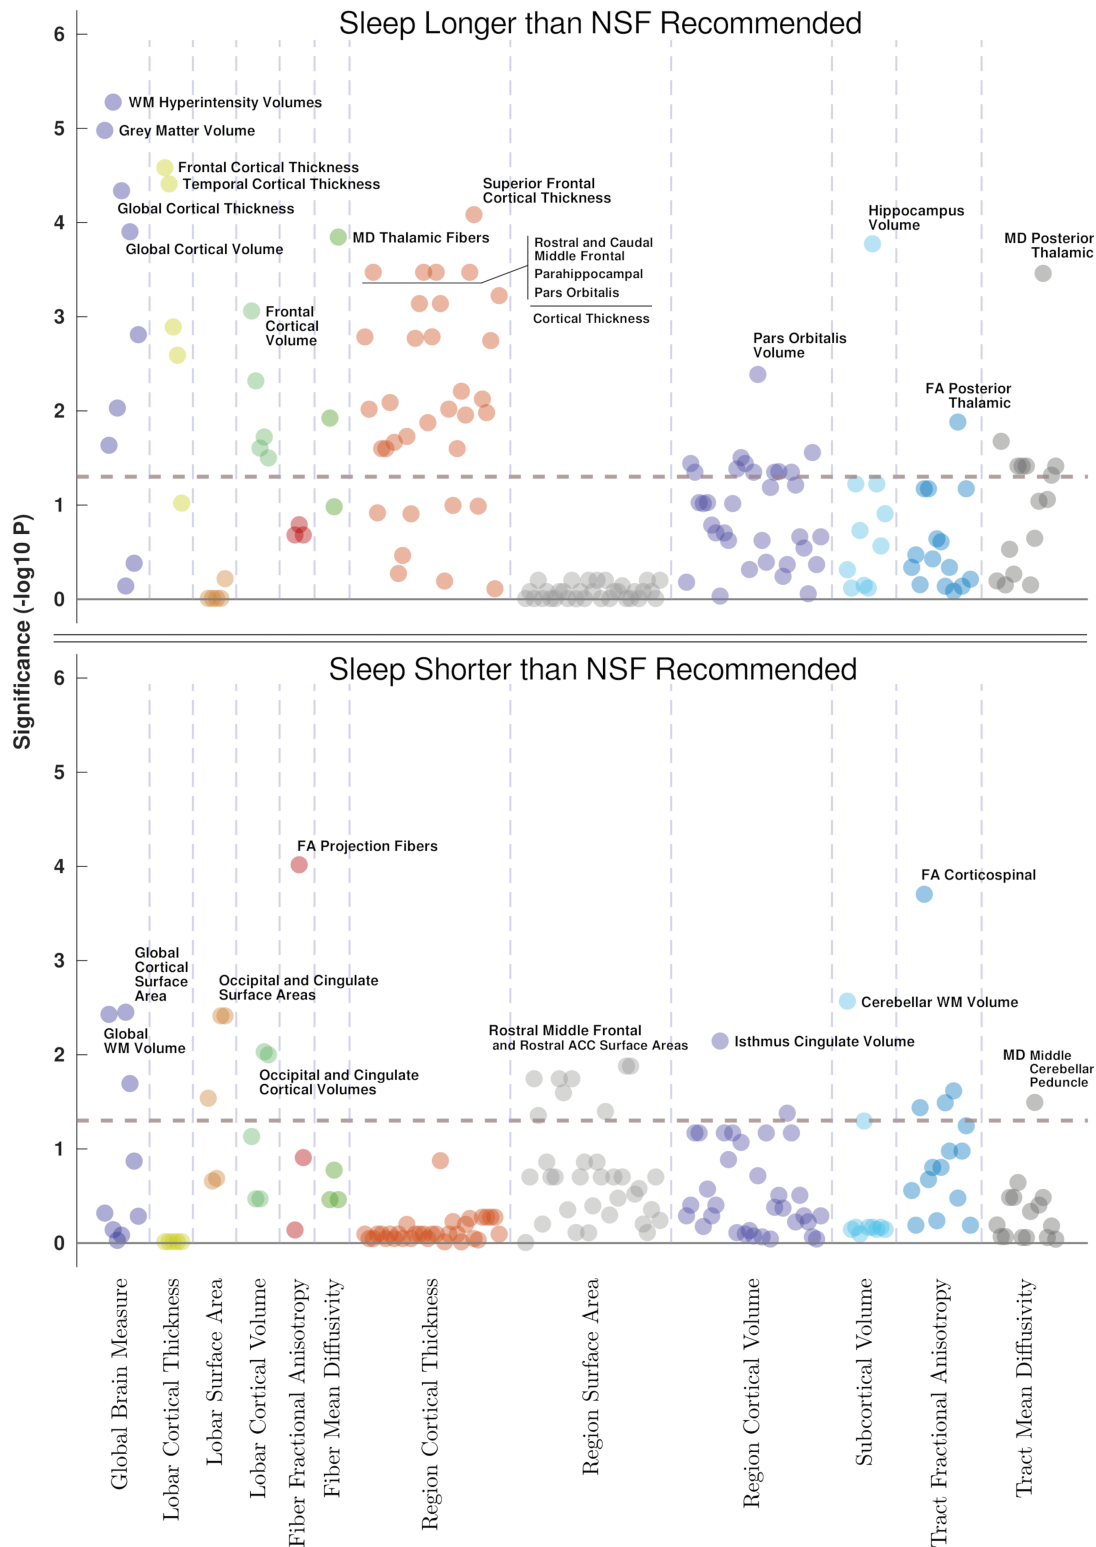 Sleep Longer than NSF Recommended
6
5
4
3
2
1
0
WM Hyperintensity Volumes
Grey Matter Volume
Frontal Cortical Thickness
Temporal Cortical Thickness
Global Cortical Thickness
Global Cortical Volume
MD Thalamic Fibers
Frontal
Cortical
Volume
Superior Frontal
Cortical Thickness
Rostral and Caudal
Middle Frontal
Parahippocampal
Pars Orbitalis
Cortical Thickness
Pars Orbitalis
Volume
Hippocampus
Volume
FA Posterior
Thalamic
MD Posterior
Thalamic
Significance (-log10 P)
Sleep Shorter than NSF Recommended
6
5
4
3
2
1
0
FA Projection Fibers
FA Corticospinal
Global
Cortical
Surface
Area
Global
WM Volume
Occipital and Cingulate
Surface Areas
Occipital and Cingulate
Cortical Volumes
Rostral Middle Frontal
and Rostral ACC Surface Areas
Isthmus Cingulate Volume
Cerebellar WM Volume
MD Middle
Cerebellar
Peduncle
Global Brain Measure
Lobar Cortical Thickness
Lobar Surface Area
Lobar Cortical Volume
Fiber Fractional Anisotropy
Fiber Mean Diffusivity
Region Cortical Thickness
Region Surface Area
Region Cortical Volume
Subcortical Volume
Tract Fractional Anisotropy
Tract Mean Diffusivity